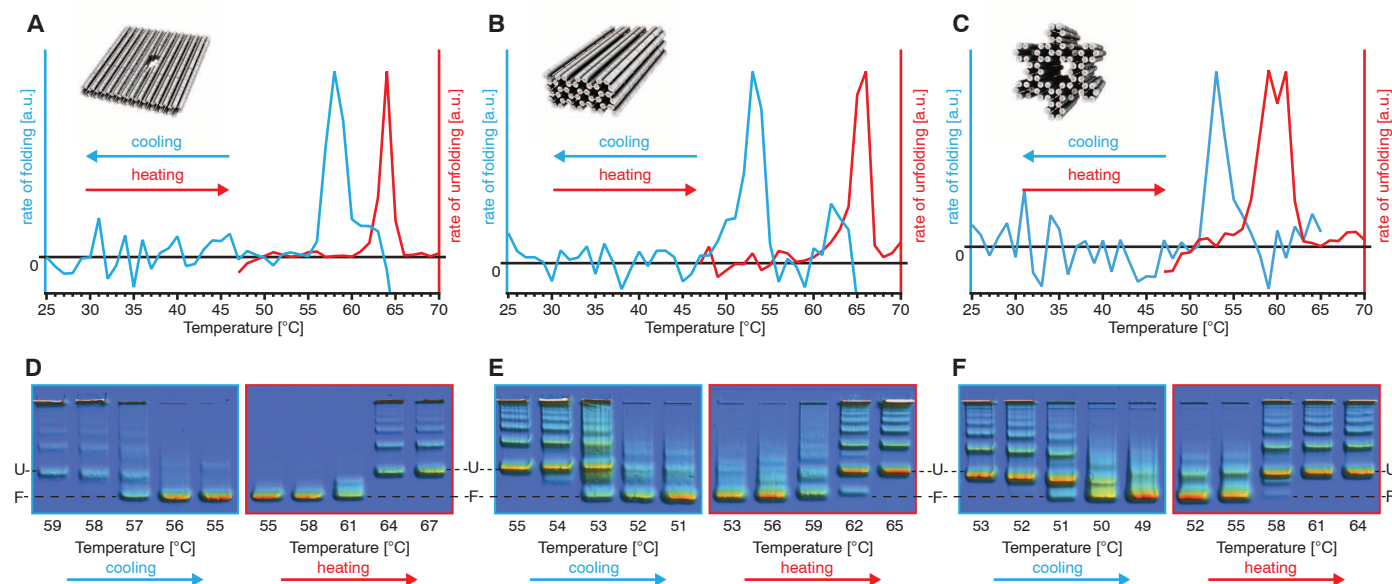 A
B
C
rate of folding [a.u.]
rate of unfolding [a.u.]
rate of folding [a.u.]
rate of unfolding [a.u.]
rate of folding [a.u.]
rate of unfolding [a.u.]
cooling
cooling
cooling
heating
heating
heating
0
0
0
25 30 35 40 45 50 55 60 65 70
25 30 35 40 45 50 55 60 65 70
25 30 35 40 45 50 55 60 65 70
Temperature [°C]
Temperature [°C]
Temperature [°C]
D
E
F
U-
-U-
-U
-U
F-
-F-
-F-
-F
59 58 57 56 55
55 58 61 64 67
55 54 53 52 51
53 56 59 62 65
53 52 51 50 49
52 55 58 61 64
Temperature [°C]
Temperature [°C]
Temperature [°C]
Temperature [°C]
Temperature [°C]
Temperature [°C]
cooling
heating
cooling
heating
cooling
heating